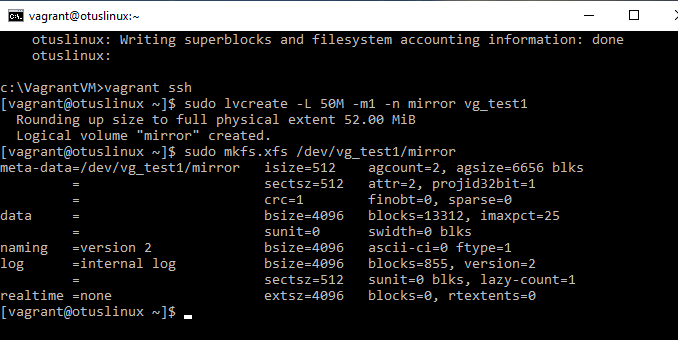 vagrant@otuslinux:~
otuslinux: Writing superblocks and filesystem accounting information: done
otuslinux:
c:\VagrantVM>vagrant ssh
[vagrant@otuslinux ~]$ sudo lvcreate -L 50M -m1 -n mirror vg_test1
Rounding up size to full physical extent 52.00 MiB
Logical volume "mirror" created.
[vagrant@otuslinux ~]$ sudo mkfs.xfs /dev/vg_test1/mirror
meta-data=/dev/vg_test1/mirror   isize=512    agcount=2, agsize=6656 blks
         =                       sectsz=512   attr=2, projid32bit=1
         =                       crc=1        finobt=0, sparse=0
data     =                       bsize=4096   blocks=13312, imaxpct=25
         =                       sunit=0      swidth=0 blks
naming   =version 2              bsize=4096   ascii-ci=0 ftype=1
log      =internal log           bsize=4096   blocks=855, version=2
         =                       sectsz=512   sunit=0 blks, lazy-count=1
realtime =none                   extsz=4096   blocks=0, rtextents=0
[vagrant@otuslinux ~]$